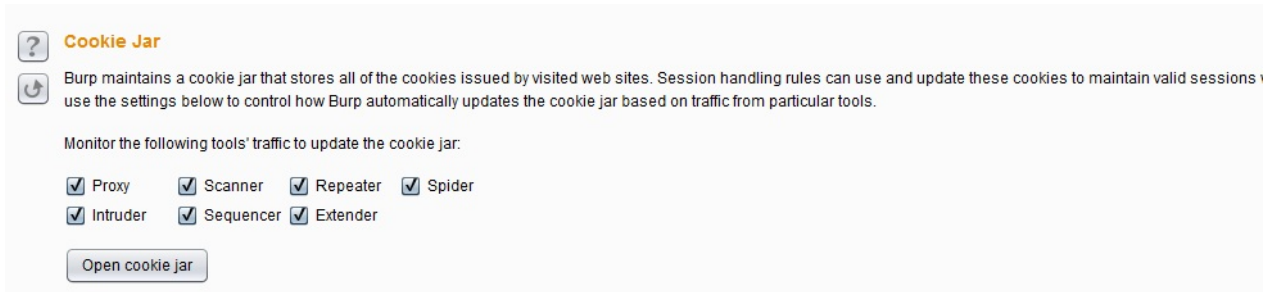 Cookie Jar
Burp maintains a cookie jar that stores all of the cookies issued by visited web sites. Session handling rules can use and update these cookies to maintain valid sessions
use the settings below to control how Burp automatically updates the cookie jar based on traffic from particular tools.
Monitor the following tools' traffic to update the cookie jar:
Proxy Scanner Repeater Spider
Intruder Sequencer Extender
Open cookie jar